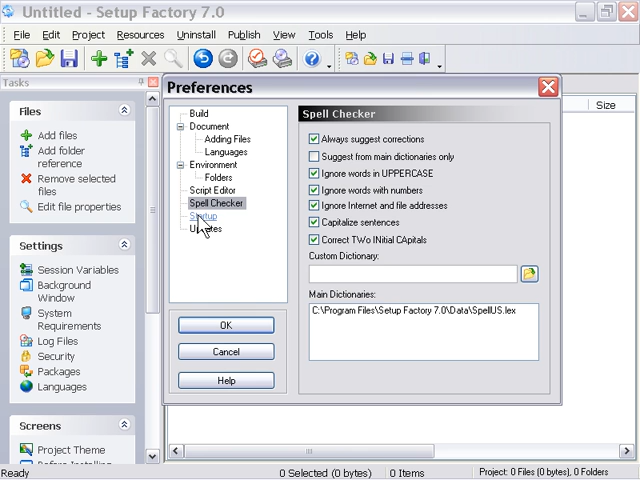 Untitled - Setup Factory 7.0
File Edit Project Resources Uninstall Publish View Tools Help
Tasks
Files
Add files
Add folder
reference
Remove selected
files
Edit file properties
Settings
Session Variables
Background
Window
System
Requirements
Log Files
Security
Packages
Languages
Screens
Project Theme
Before Installing
Preferences
Build
Document
Adding Files
Languages
Environment
Folders
Script Editor
Spell Checker
Startup
Updates
OK
Cancel
Help
Spell Checker
Always suggest corrections
Suggest from main dictionaries only
Ignore words in UPPERCASE
Ignore words with numbers
Ignore Internet and file addresses
Capitalize sentences
Correct TWo INitial CApitals
Custom Dictionary:
Main Dictionaries:
C:\Program Files\Setup Factory 7.0\Data\SpellUS.lex
Size
Ready
0 Selected (0 bytes)
0 Items
Project: 0 Files (0 bytes), 0 Folders